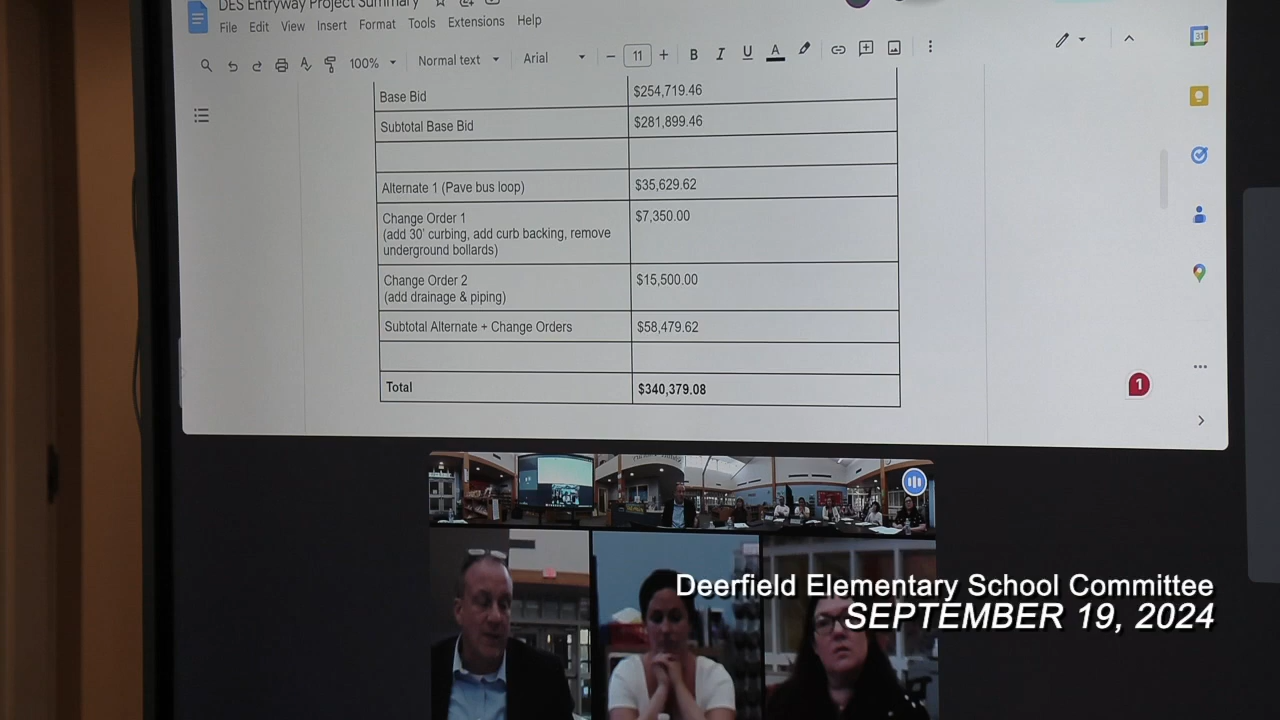 DES Entryway Project Summary
File Edit View Insert Format Tools Extensions Help
100% Normal text Arial − 11 + B I U A
Base Bid $254,719.46
Subtotal Base Bid $281,899.46
Alternate 1 (Pave bus loop) $35,629.62
Change Order 1 $7,350.00
(add 30' curbing, add curb backing, remove
underground bollards)
Change Order 2 $15,500.00
(add drainage & piping)
Subtotal Alternate + Change Orders $58,479.62
Total $340,379.08
31
1
Deerfield Elementary School Committee
SEPTEMBER 19, 2024